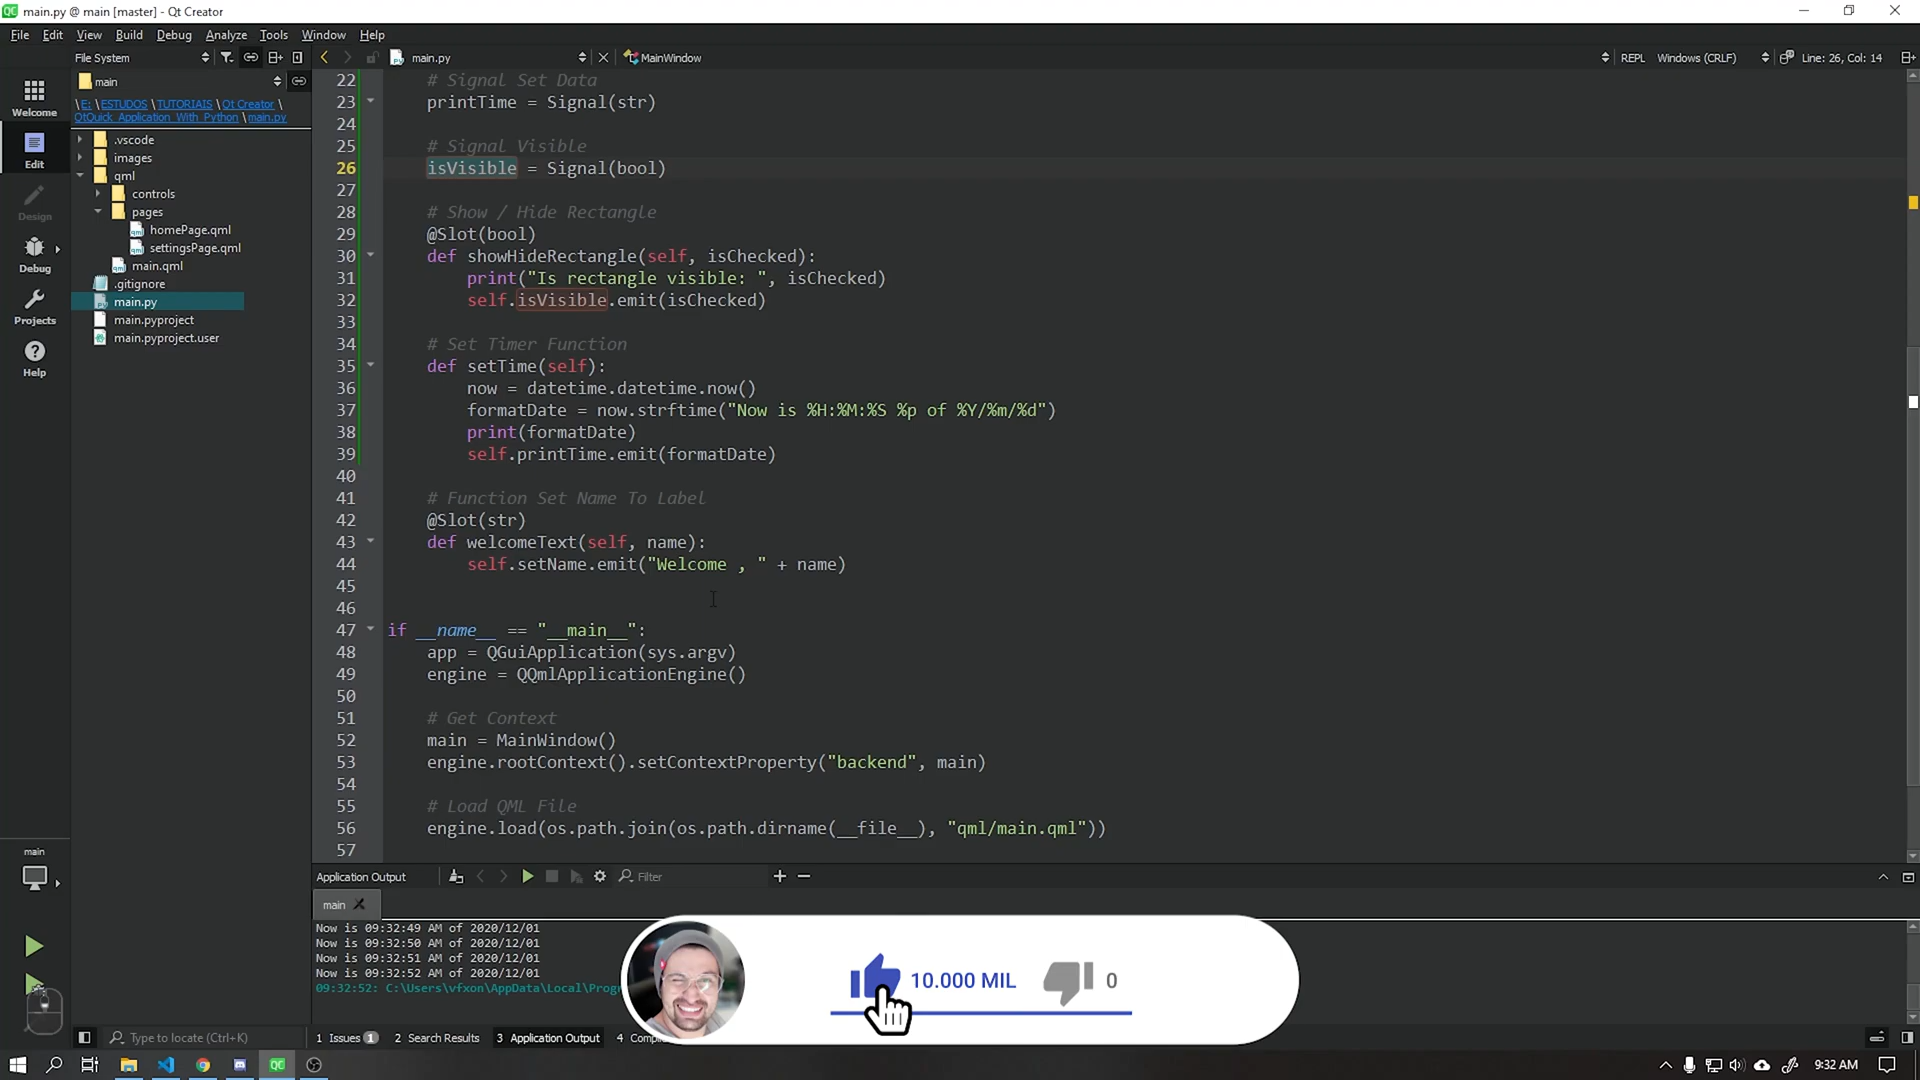 main.py @ main [master] - Qt Creator
File Edit View Build Debug Analyze Tools Window Help
File System
main.py
MainWindow
REPL
Windows (CRLF)
Line: 26, Col: 14
main
\E: \ESTUDOS \TUTORIAIS \Qt Creator \
QtQuick_Application_With_Python \main.py
Welcome
Edit
Design
Debug
Projects
Help
.vscode
images
qml
controls
pages
homePage.qml
settingsPage.qml
main.qml
.gitignore
main.py
main.pyproject
main.pyproject.user
22 # Signal Set Data
23 printTime = Signal(str)
24
25 # Signal Visible
26 isVisible = Signal(bool)
27
28 # Show / Hide Rectangle
29 @Slot(bool)
30 def showHideRectangle(self, isChecked):
31 print("Is rectangle visible: ", isChecked)
32 self.isVisible.emit(isChecked)
33
34 # Set Timer Function
35 def setTime(self):
36 now = datetime.datetime.now()
37 formatDate = now.strftime("Now is %H:%M:%S %p of %Y/%m/%d")
38 print(formatDate)
39 self.printTime.emit(formatDate)
40
41 # Function Set Name To Label
42 @Slot(str)
43 def welcomeText(self, name):
44 self.setName.emit("Welcome , " + name)
45
46
47 if __name__ == "__main__":
48 app = QGuiApplication(sys.argv)
49 engine = QQmlApplicationEngine()
50
51 # Get Context
52 main = MainWindow()
53 engine.rootContext().setContextProperty("backend", main)
54
55 # Load QML File
56 engine.load(os.path.join(os.path.dirname(__file__), "qml/main.qml"))
57
main
Application Output
Filter
main
Now is 09:32:49 AM of 2020/12/01
Now is 09:32:50 AM of 2020/12/01
Now is 09:32:51 AM of 2020/12/01
Now is 09:32:52 AM of 2020/12/01
09:32:52: C:\Users\vfxon\AppData\Local\Progr
10.000 MIL
0
Type to locate (Ctrl+K)
1 Issues 1
2 Search Results
3 Application Output
4 Compi
9:32 AM